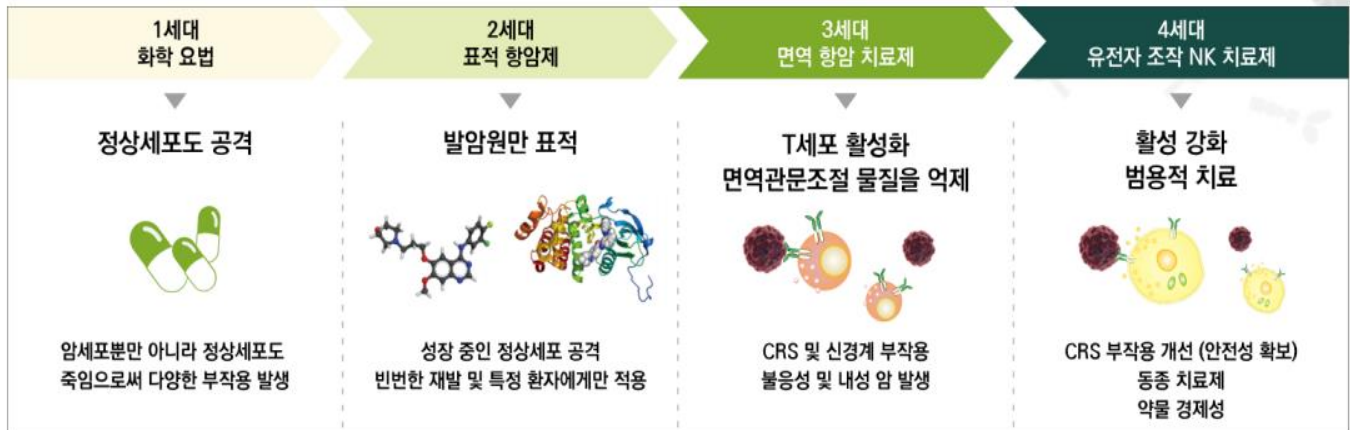 1세대
화학 요법
2세대
표적 항암제
3세대
면역 항암 치료제
4세대
유전자 조작 NK 치료제
정상세포도 공격
발암원만 표적
T세포 활성화
면역관문조절 물질을 억제
활성 강화
범용적 치료
암세포뿐만 아니라 정상세포도
죽임으로써 다양한 부작용 발생
성장 중인 정상세포 공격
빈번한 재발 및 특정 환자에게만 적용
CRS 및 신경계 부작용
불응성 및 내성 암 발생
CRS 부작용 개선 (안전성 확보)
동종 치료제
약물 경제성